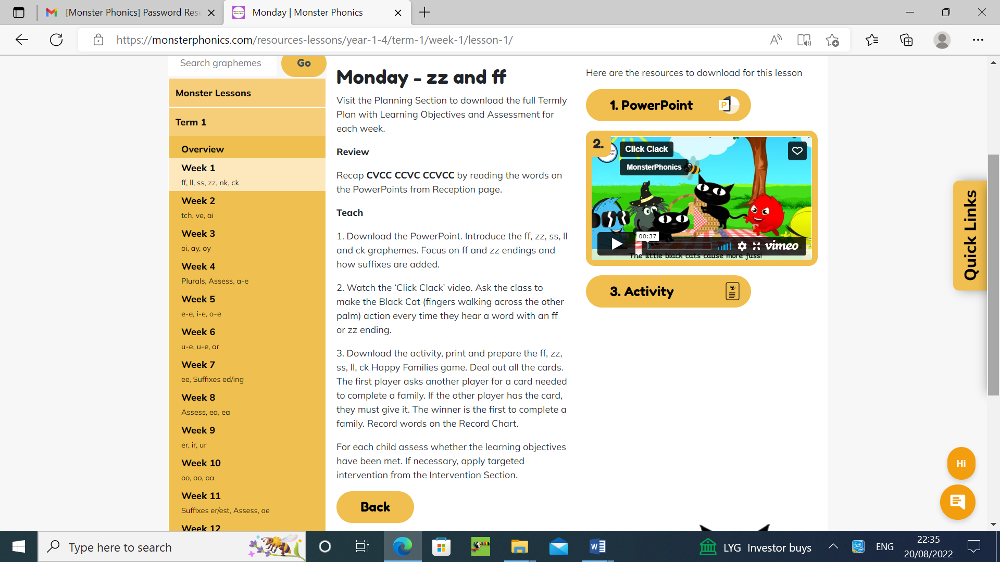 [Monster Phonics] Password Rese
Monday | Monster Phonics
https://monsterphonics.com/resources-lessons/year-1-4/term-1/week-1/lesson-1/
Search graphemes
Go
Monster Lessons
Term 1
Overview
Week 1
ff, ll, ss, zz, nk, ck
Week 2
tch, ve, ai
Week 3
oi, ay, oy
Week 4
Plurals, Assess, a-e
Week 5
e-e, i-e, o-e
Week 6
u-e, u-e, ar
Week 7
ee, Suffixes ed/ing
Week 8
Assess, ea, ea
Week 9
er, ir, ur
Week 10
oo, oo, oa
Week 11
Suffixes er/est, Assess, oe
Week 12
Monday - zz and ff
Visit the Planning Section to download the full Termly
Plan with Learning Objectives and Assessment for
each week.
Review
Recap CVCC CCVC CCVCC by reading the words on
the PowerPoints from Reception page.
Teach
1. Download the PowerPoint. Introduce the ff, zz, ss, ll
and ck graphemes. Focus on ff and zz endings and
how suffixes are added.
2. Watch the ‘Click Clack’ video. Ask the class to
make the Black Cat (fingers walking across the other
palm) action every time they hear a word with an ff
or zz ending.
3. Download the activity, print and prepare the ff, zz,
ss, ll, ck Happy Families game. Deal out all the cards.
The first player asks another player for a card needed
to complete a family. If the other player has the card,
they must give it. The winner is the first to complete a
family. Record words on the Record Chart.
For each child assess whether the learning objectives
have been met. If necessary, apply targeted
intervention from the Intervention Section.
Back
Here are the resources to download for this lesson
1. PowerPoint
P
2.
Click Clack
MonsterPhonics
00:37
vimeo
The little black cats cause more fuss!
3. Activity
Quick Links
Hi
Type here to search
LYG Investor buys
ENG
22:35
20/08/2022